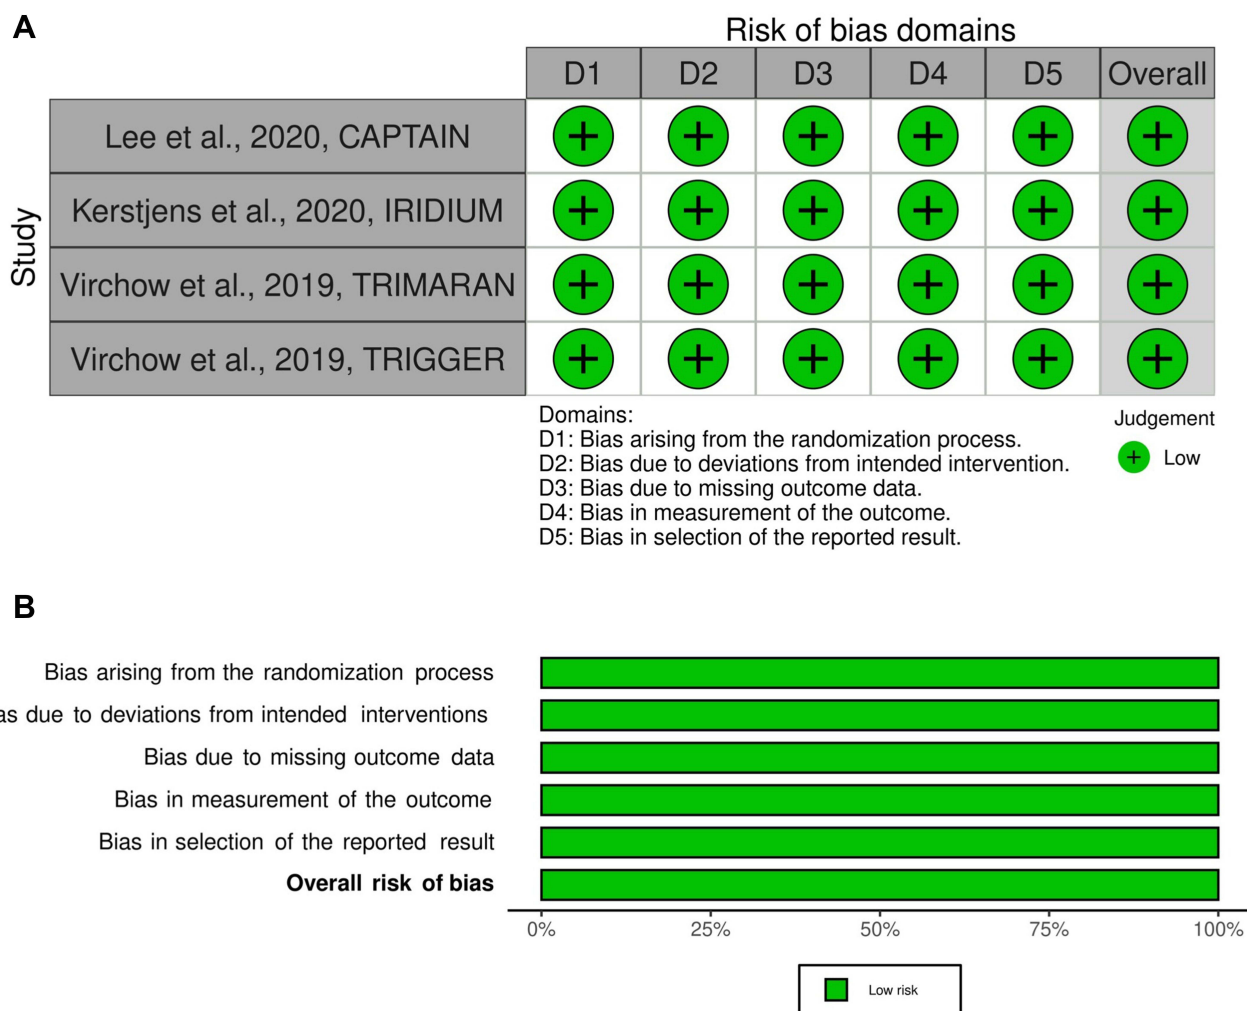 A
Risk of bias domains
D1 D2 D3 D4 D5 Overall
Study
Lee et al., 2020, CAPTAIN + + + + + +
Kerstjens et al., 2020, IRIDIUM + + + + + +
Virchow et al., 2019, TRIMARAN + + + + + +
Virchow et al., 2019, TRIGGER + + + + + +
Domains:
D1: Bias arising from the randomization process.
D2: Bias due to deviations from intended intervention.
D3: Bias due to missing outcome data.
D4: Bias in measurement of the outcome.
D5: Bias in selection of the reported result.
Judgement
+ Low
B
Bias arising from the randomization process
as due to deviations from intended interventions
Bias due to missing outcome data
Bias in measurement of the outcome
Bias in selection of the reported result
Overall risk of bias
0% 25% 50% 75% 100%
Low risk